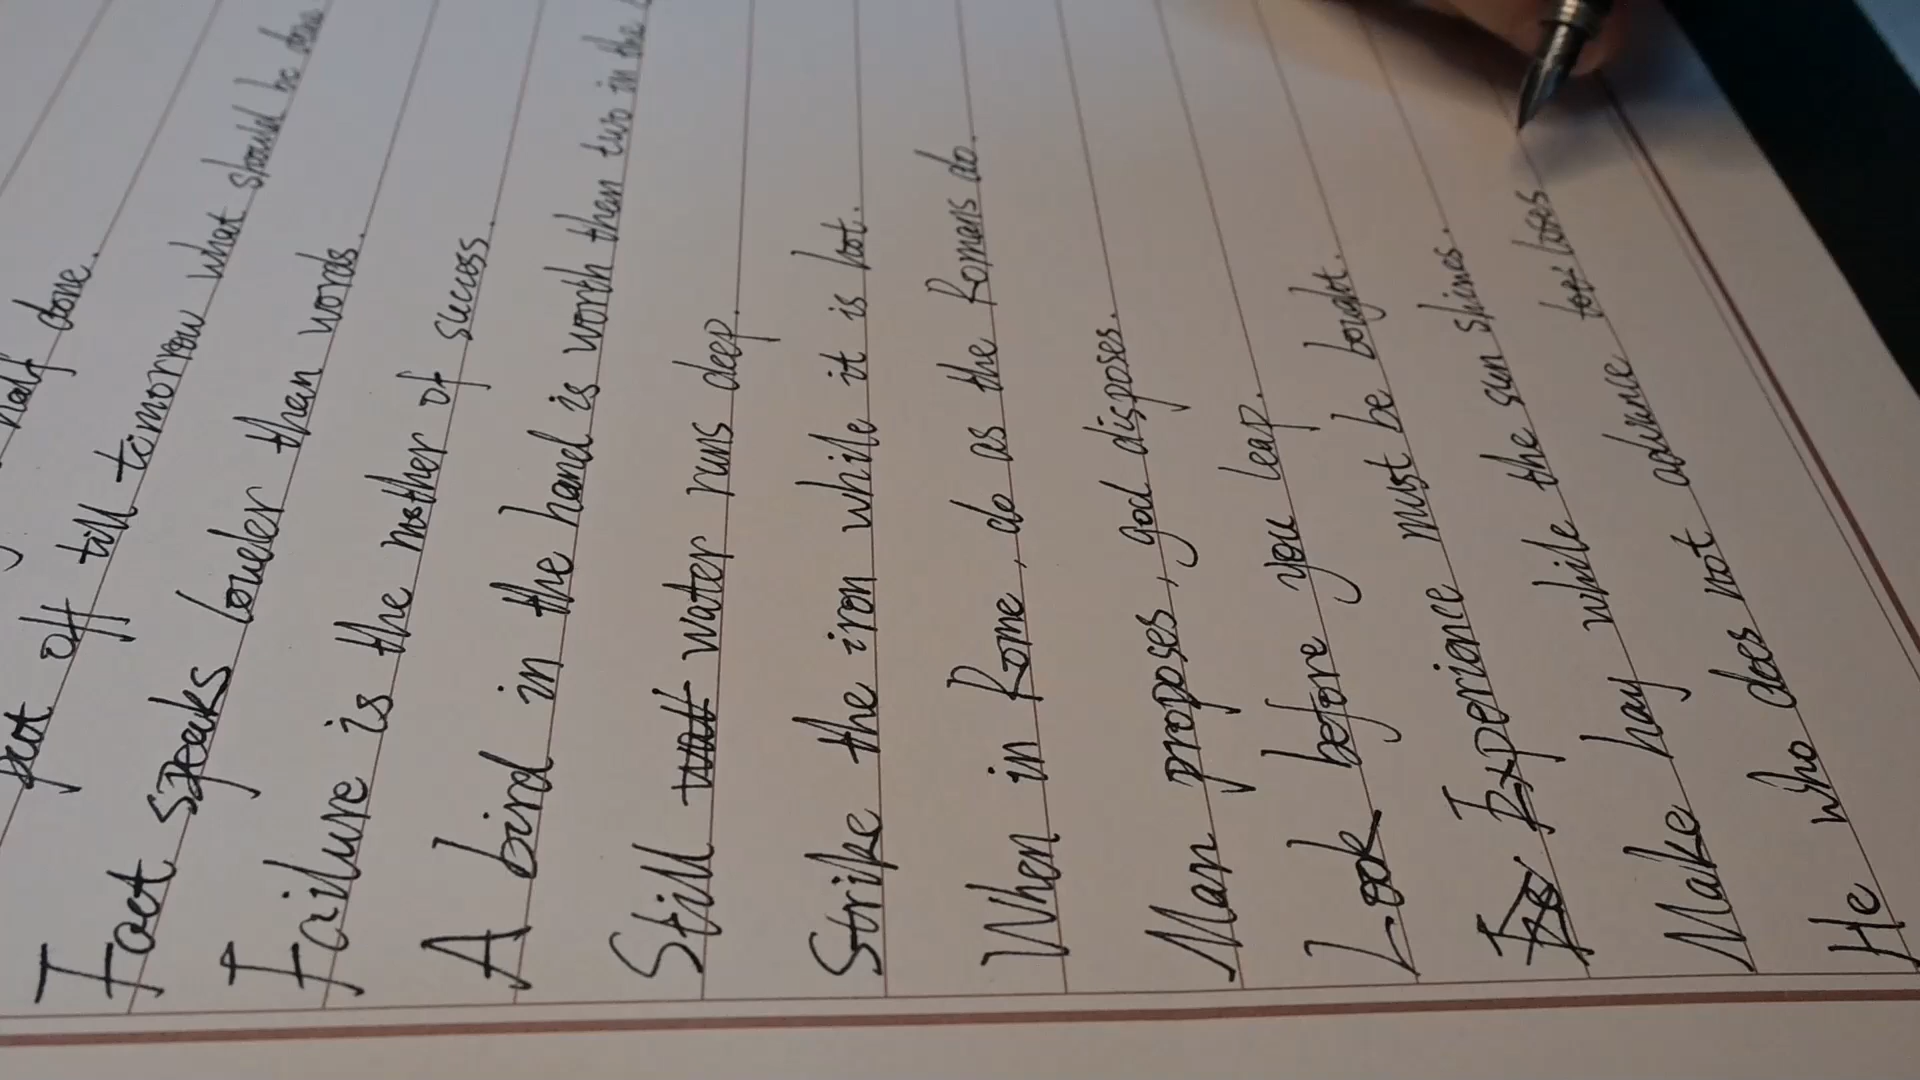 half done.
put off till tomorrow what should be done
Fact speaks louder then words.
Failure is the mother of success.
A bird in the hand is worth then two in the
Still water runs deep.
Strike the iron while it is hot.
When in Rome, do as the Romans do.
Man proposes, god disposes.
Look before you leap.
Experience must be bought.
Make hay while the sun shines.
He who does not advance loses